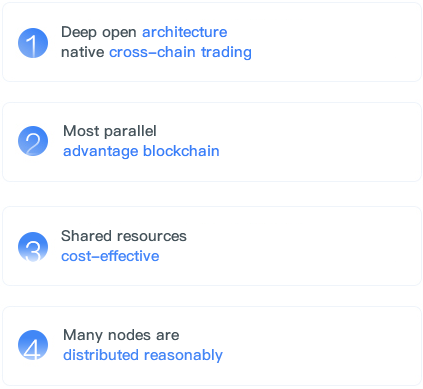 1
Deep open architecture
native cross-chain trading
2
Most parallel
advantage blockchain
3
Shared resources
cost-effective
4
Many nodes are
distributed reasonably